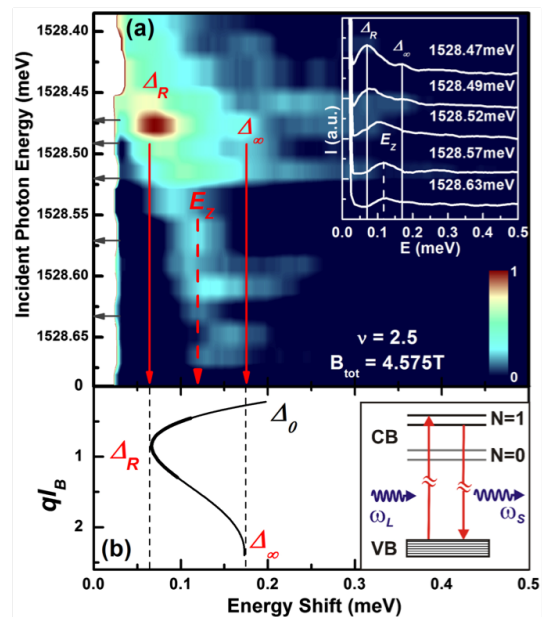 (a)
Incident Photon Energy (meV)
1528.40
1528.45
1528.50
1528.55
1528.60
1528.65
0
Δ_R
Δ_∞
E_Z
ν = 2.5
B_tot = 4.575T
1
0
Δ_R
Δ_∞
E_Z
1528.47meV
1528.49meV
1528.52meV
1528.57meV
1528.63meV
I (a.u.)
0.0 0.1 0.2 0.3 0.4 0.5
E (meV)
(b)
ql_B
1
2
Δ_R
Δ_0
Δ_∞
N=1
CB
N=0
ω_L
ω_S
VB
0.0 0.1 0.2 0.3 0.4 0.5
Energy Shift (meV)